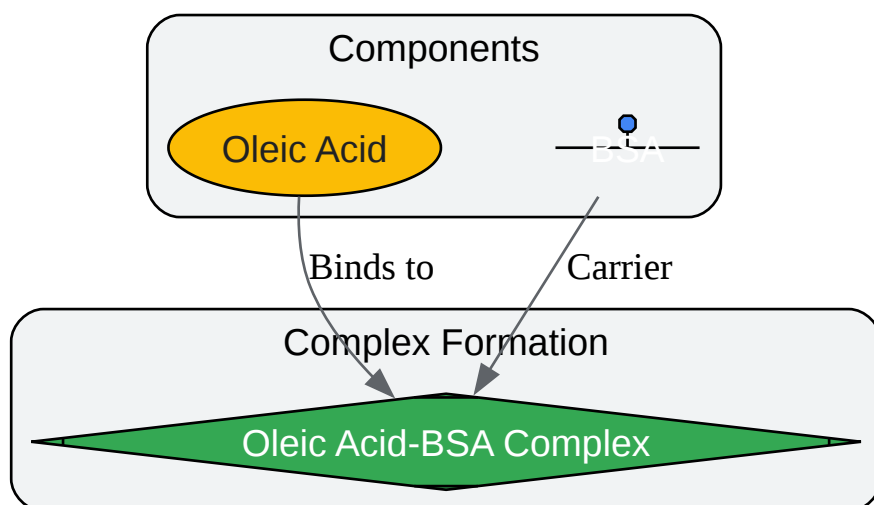 Components
Oleic Acid
BSA
Binds to
Carrier
Complex Formation
Oleic Acid-BSA Complex